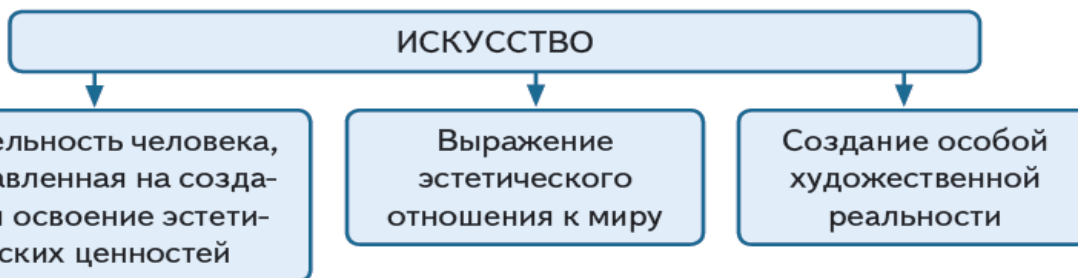 ИСКУССТВО
ельность человека,
авленная на созда-
освоение эстети-
ских ценностей
Выражение
эстетического
отношения к миру
Создание особой
художественной
реальности